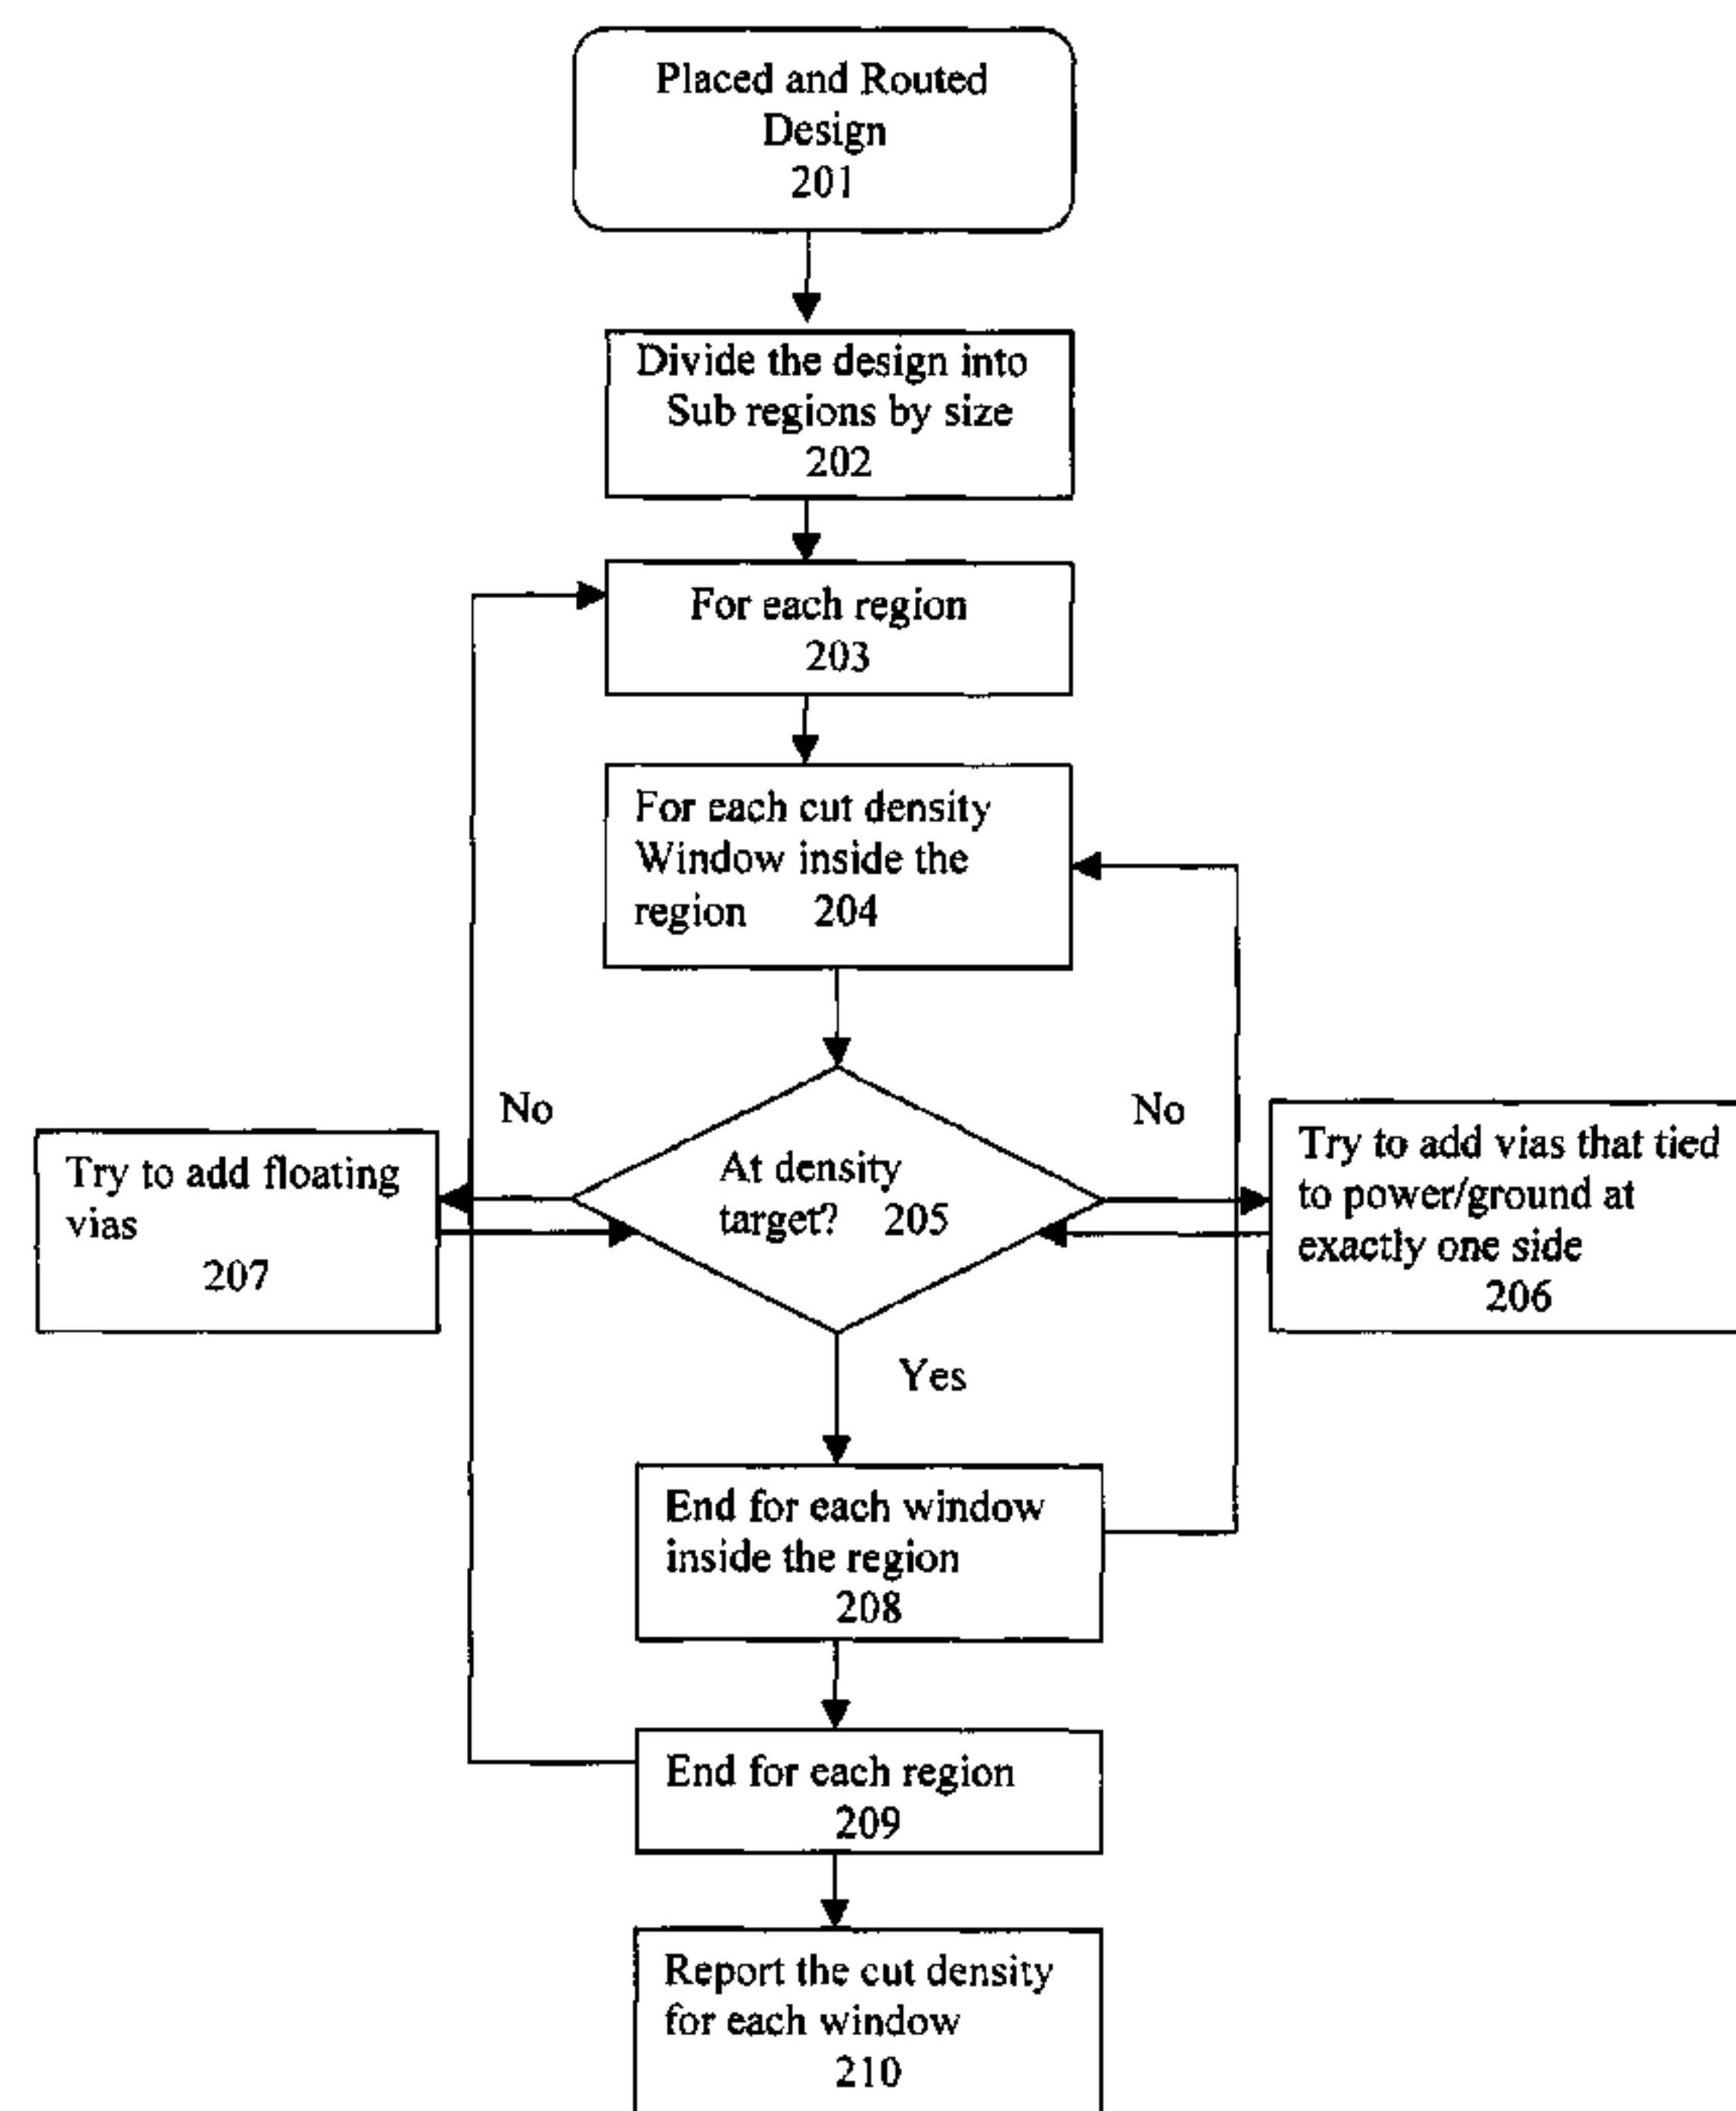 Placed and Routed
Design
201
Divide the design into
Sub regions by size
202
For each region
203
For each cut density
Window inside the
region 204
No
No
Try to add floating
vias
207
At density
target? 205
Try to add vias that tied
to power/ground at
exactly one side
206
Yes
End for each window
inside the region
208
End for each region
209
Report the cut density
for each window
210